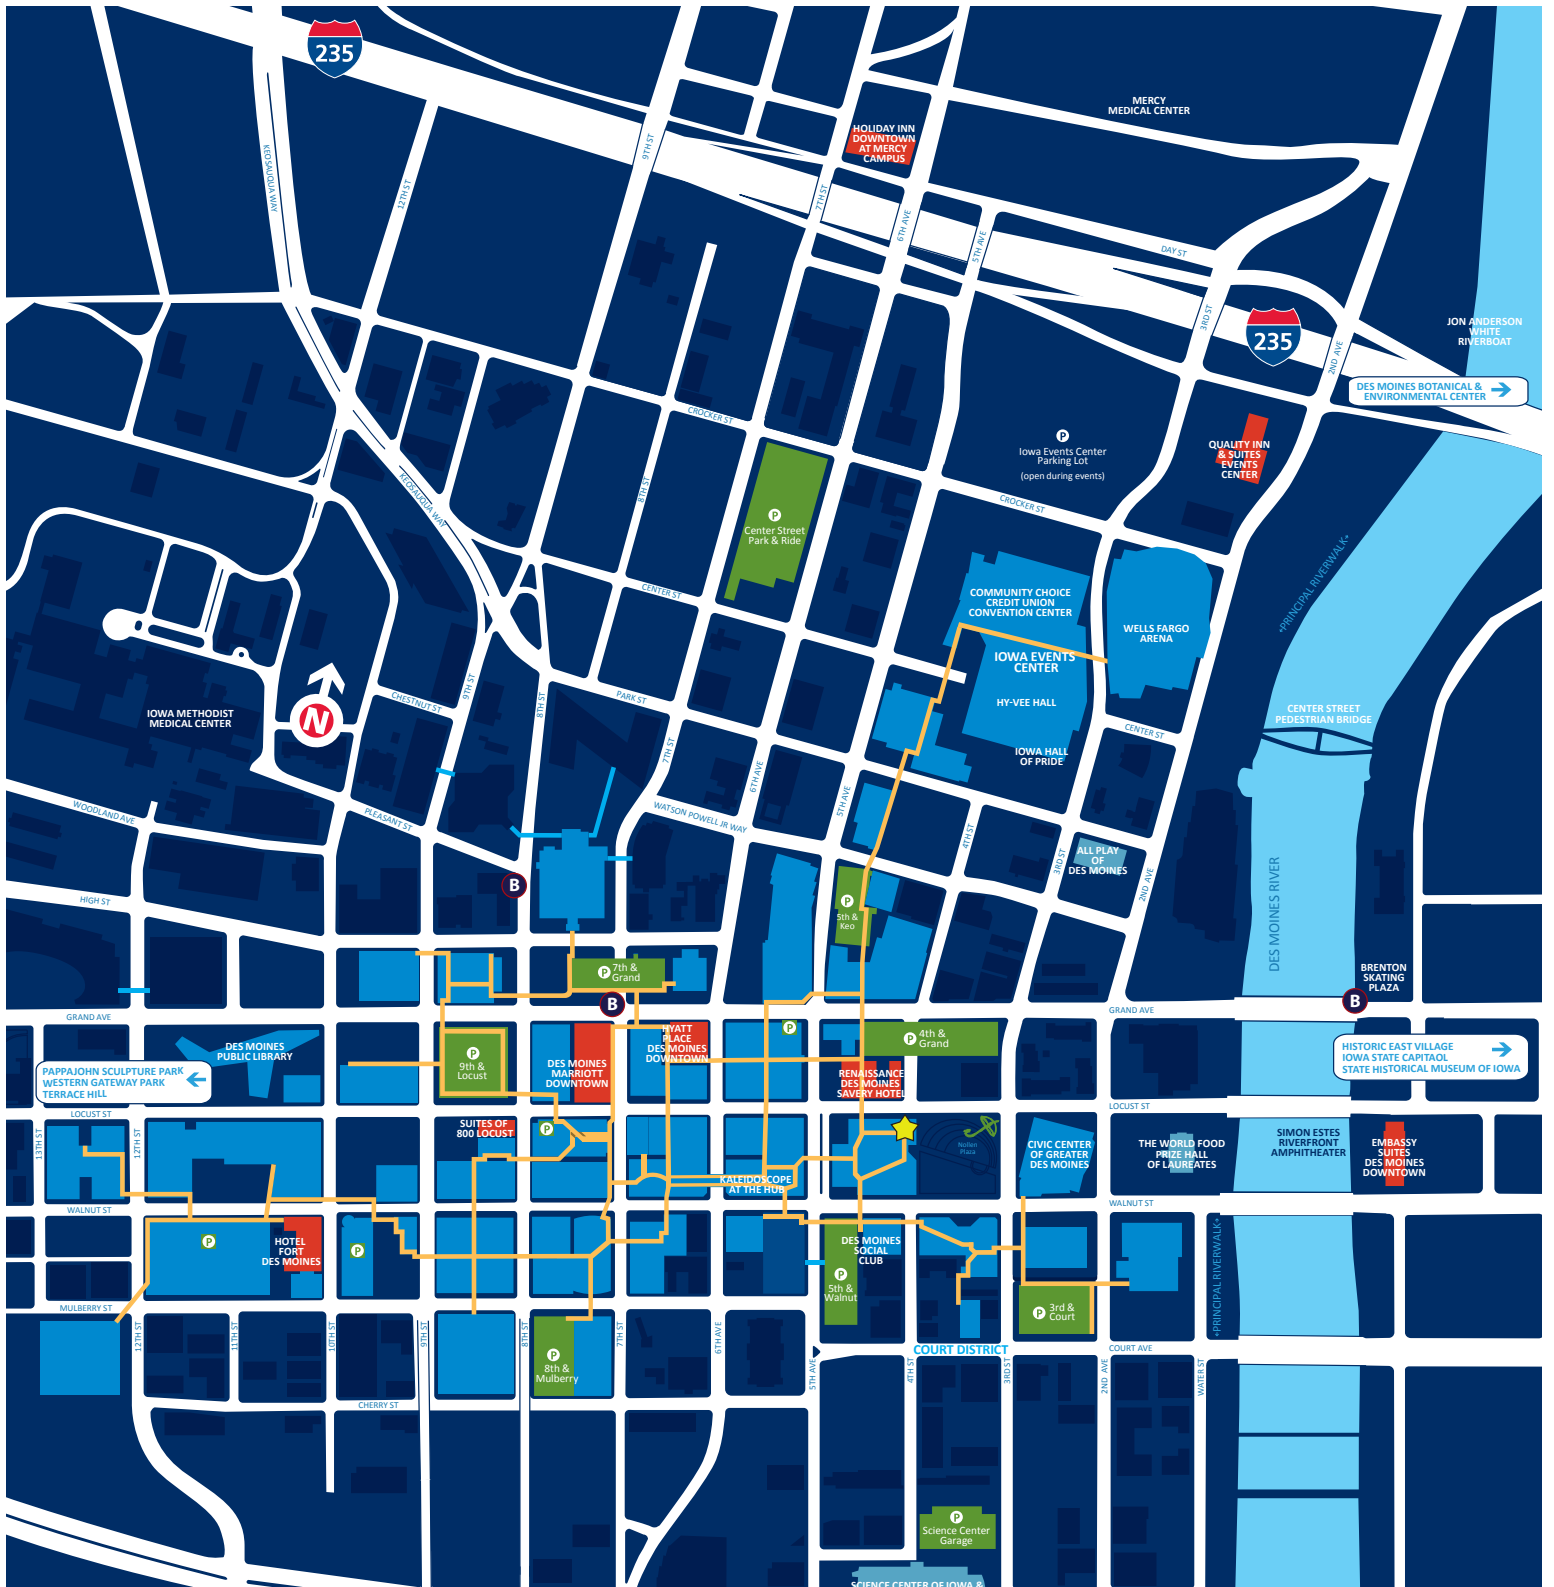 235
MERCY
MEDICAL CENTER
HOLIDAY INN
DOWNTOWN
AT MERCY
CAMPUS
KEOSAUQUA WAY
12TH ST
9TH ST
7TH ST
6TH AVE
5TH AVE
DAY ST
3RD ST
235
2ND AVE
JON ANDERSON
WHITE
RIVERBOAT
DES MOINES BOTANICAL &
ENVIRONMENTAL CENTER
CROCKER ST
P
Iowa Events Center
Parking Lot
(open during events)
QUALITY INN
& SUITES
EVENTS
CENTER
KEOSAUQUA WAY
8TH ST
CROCKER ST
P
Center Street
Park & Ride
•PRINCIPAL RIVERWALK•
CENTER ST
COMMUNITY CHOICE
CREDIT UNION
CONVENTION CENTER
WELLS FARGO
ARENA
IOWA EVENTS
CENTER
HY-VEE HALL
IOWA HALL
OF PRIDE
IOWA METHODIST
MEDICAL CENTER
N
CHESTNUT ST
9TH ST
8TH ST
PARK ST
7TH ST
6TH AVE
5TH AVE
CENTER ST
CENTER STREET
PEDESTRIAN BRIDGE
WOODLAND AVE
PLEASANT ST
WATSON POWELL JR WAY
4TH ST
3RD ST
ALL PLAY
OF
DES MOINES
2ND AVE
HIGH ST
B
P
5th &
Keo
DES MOINES RIVER
BRENTON
SKATING
PLAZA
B
P
7th &
Grand
B
GRAND AVE
GRAND AVE
DES MOINES
PUBLIC LIBRARY
PAPPAJOHN SCULPTURE PARK
WESTERN GATEWAY PARK
TERRACE HILL
P
9th &
Locust
DES MOINES
MARRIOTT
DOWNTOWN
HYATT
PLACE
DES MOINES
DOWNTOWN
P
P
4th &
Grand
RENAISSANCE
DES MOINES
SAVERY HOTEL
HISTORIC EAST VILLAGE
IOWA STATE CAPITAOL
STATE HISTORICAL MUSEUM OF IOWA
LOCUST ST
LOCUST ST
13TH ST
12TH ST
SUITES OF
800 LOCUST
P
Nollen
Plaza
CIVIC CENTER
OF GREATER
DES MOINES
THE WORLD FOOD
PRIZE HALL
OF LAUREATES
SIMON ESTES
RIVERFRONT
AMPHITHEATER
EMBASSY
SUITES
DES MOINES
DOWNTOWN
KALEIDOSCOPE
AT THE HUB
WALNUT ST
WALNUT ST
P
HOTEL
FORT
DES MOINES
P
DES MOINES
SOCIAL
CLUB
P
5th &
Walnut
•PRINCIPAL RIVERWALK•
MULBERRY ST
P
3rd &
Court
12TH ST
11TH ST
10TH ST
9TH ST
8TH ST
7TH ST
6TH AVE
5TH AVE
4TH ST
3RD ST
2ND AVE
WATER ST
COURT DISTRICT
COURT AVE
P
8th &
Mulberry
CHERRY ST
P
Science Center
Garage
SCIENCE CENTER OF IOWA &